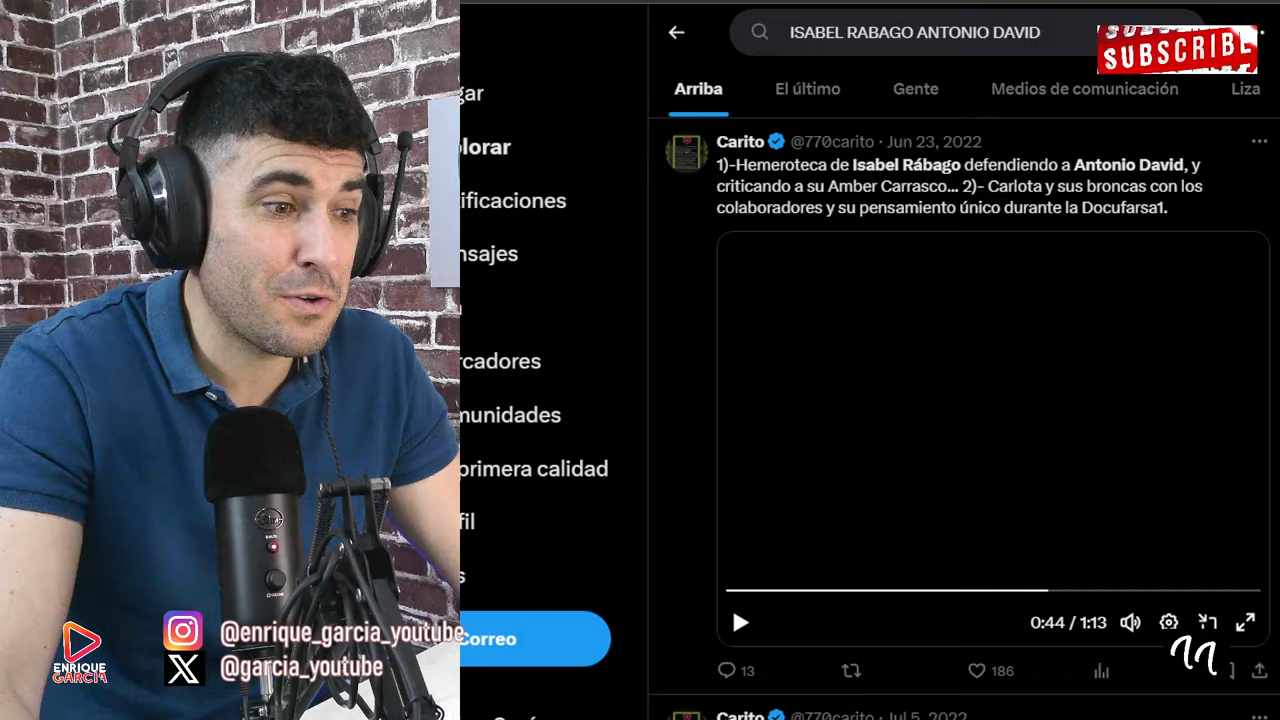 ISABEL RABAGO ANTONIO DAVID
SUBSCRIBE
Arriba
El último
Gente
Medios de comunicación
Liza
gar
lorar
ificaciones
nsajes
rcadores
munidades
primera calidad
fil
s
Correo
Carito @770carito · Jun 23, 2022
1)-Hemeroteca de Isabel Rábago defendiendo a Antonio David, y
criticando a su Amber Carrasco... 2)- Carlota y sus broncas con los
colaboradores y su pensamiento único durante la Docufarsa1.
0:44 / 1:13
13
186
Carito @770carito · Jul 5, 2022
ENRIQUE
GARCIA
@enrique_garcia_youtube
@garcia_youtube